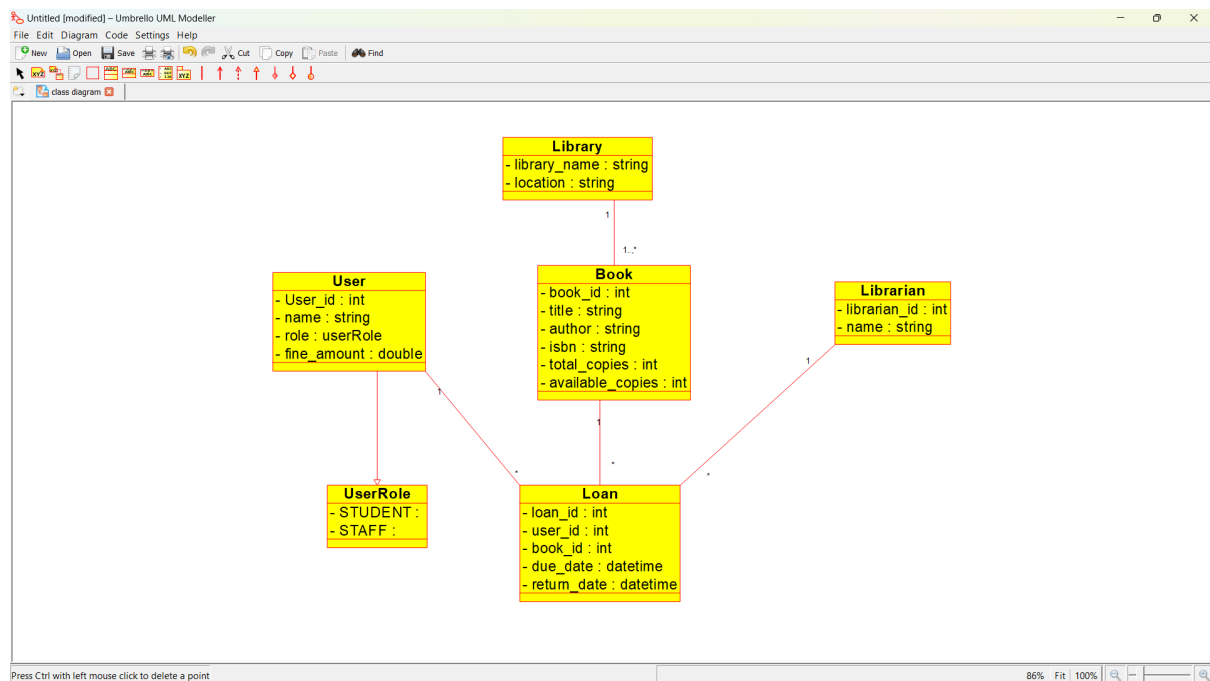 Untitled [modified] – Umbrello UML Modeller
File Edit Diagram Code Settings Help
New Open Save Cut Copy Paste Find
class diagram
Library
- library_name : string
- location : string
1
1..,*
User
- User_id : int
- name : string
- role : userRole
- fine_amount : double
Book
- book_id : int
- title : string
- author : string
- isbn : string
- total_copies : int
- available_copies : int
Librarian
- librarian_id : int
- name : string
1
1
1
*
*
*
UserRole
- STUDENT :
- STAFF :
Loan
- loan_id : int
- user_id : int
- book_id : int
- due_date : datetime
- return_date : datetime
Press Ctrl with left mouse click to delete a point
86% Fit 100%